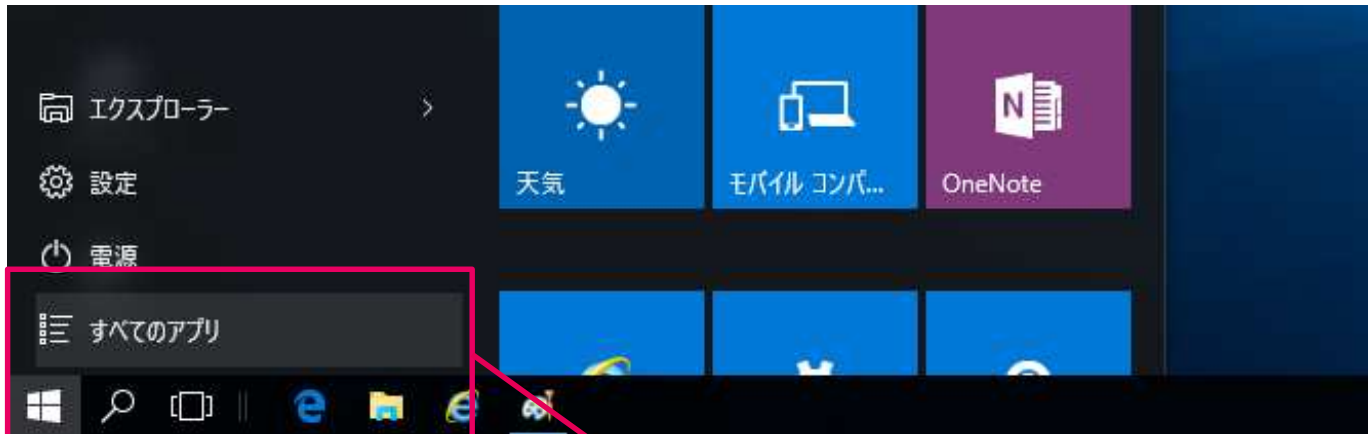 エクスプローラー
設定
電源
すべてのアプリ
天気
モバイル コンパ...
OneNote